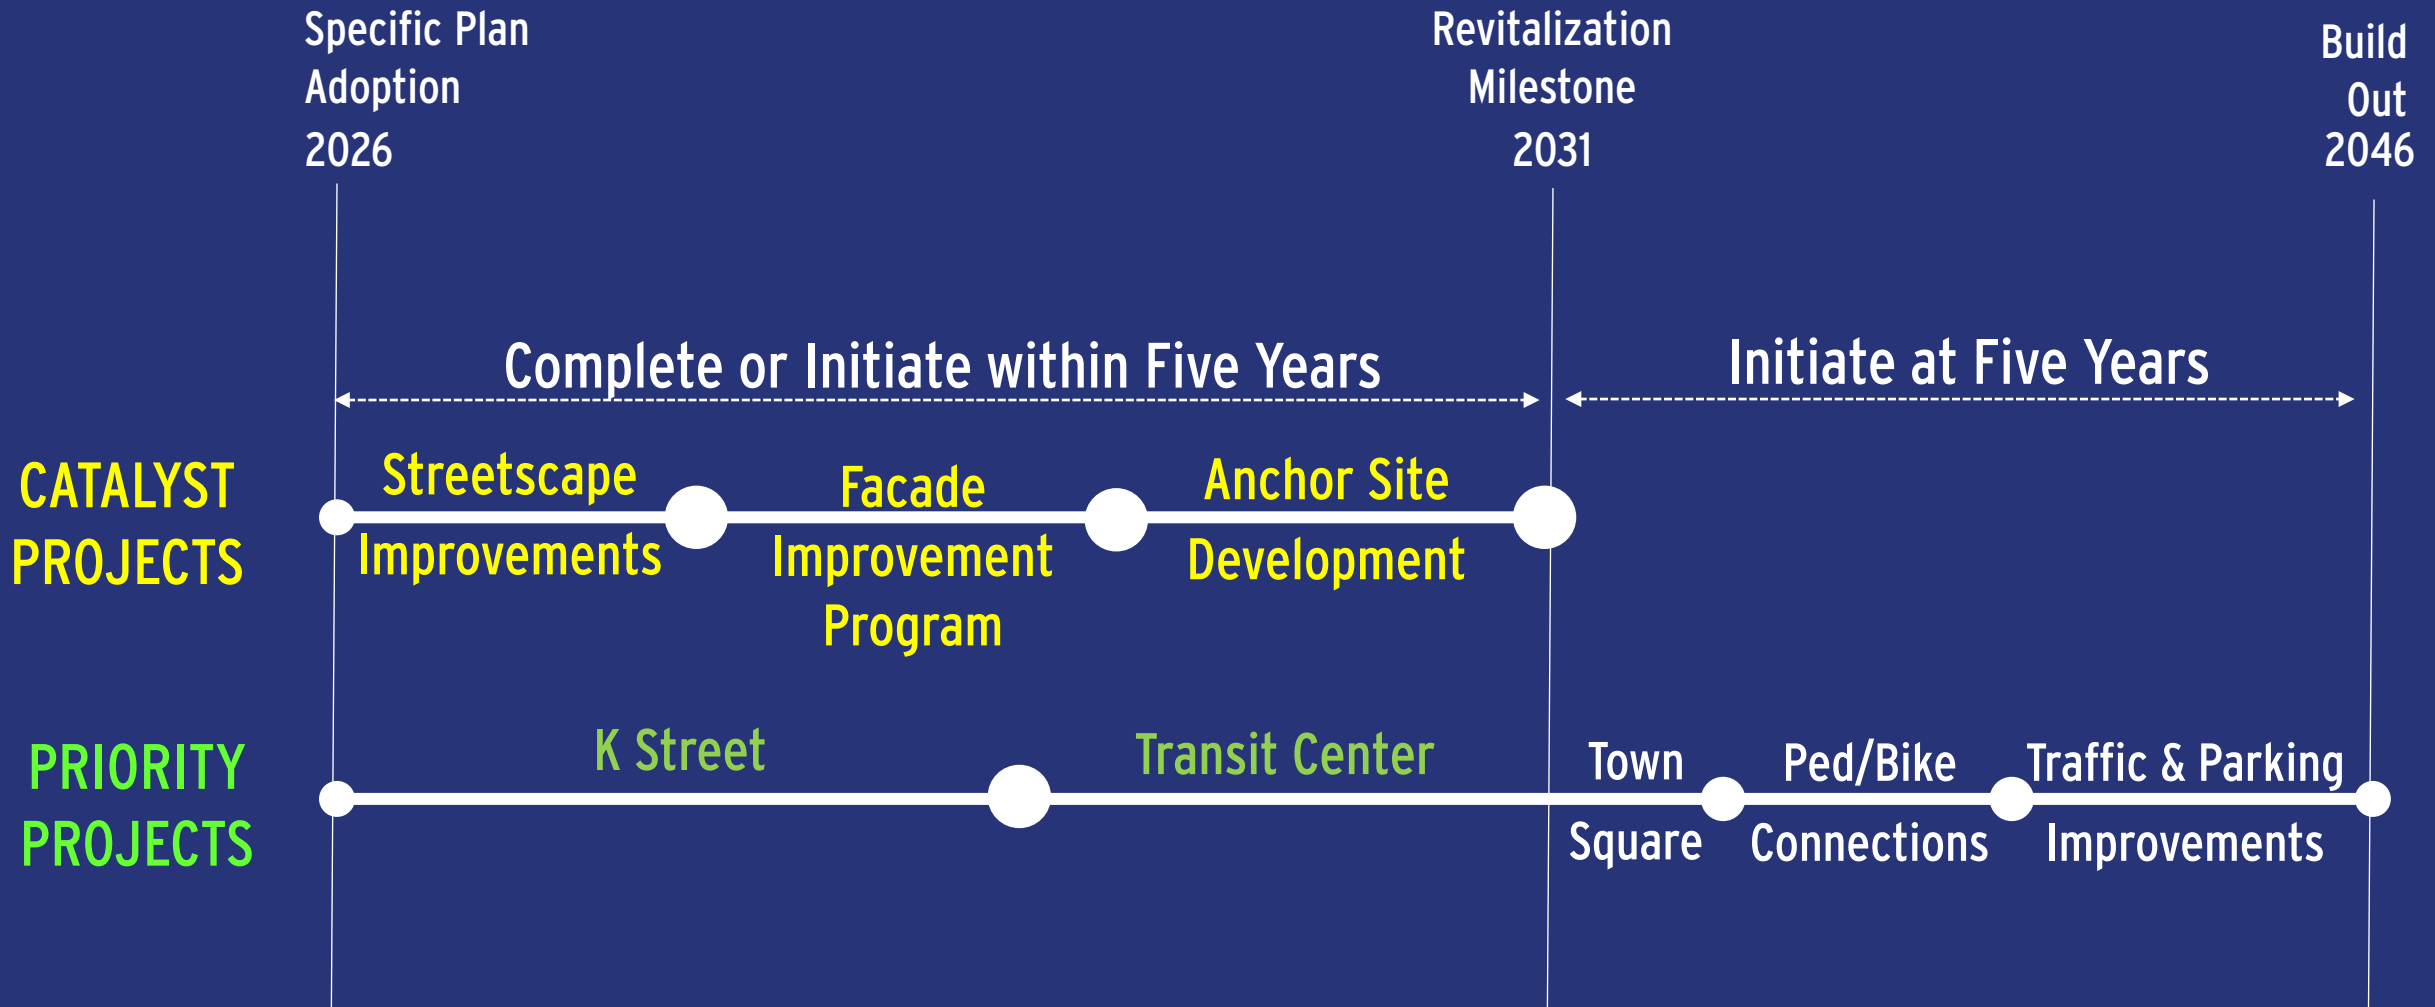 Specific Plan
Adoption
2026
Revitalization
Milestone
2031
Build
Out
2046
Complete or Initiate within Five Years
Initiate at Five Years
CATALYST
PROJECTS
Streetscape
Improvements
Facade
Improvement
Program
Anchor Site
Development
PRIORITY
PROJECTS
K Street
Transit Center
Town
Square
Ped/Bike
Connections
Traffic & Parking
Improvements